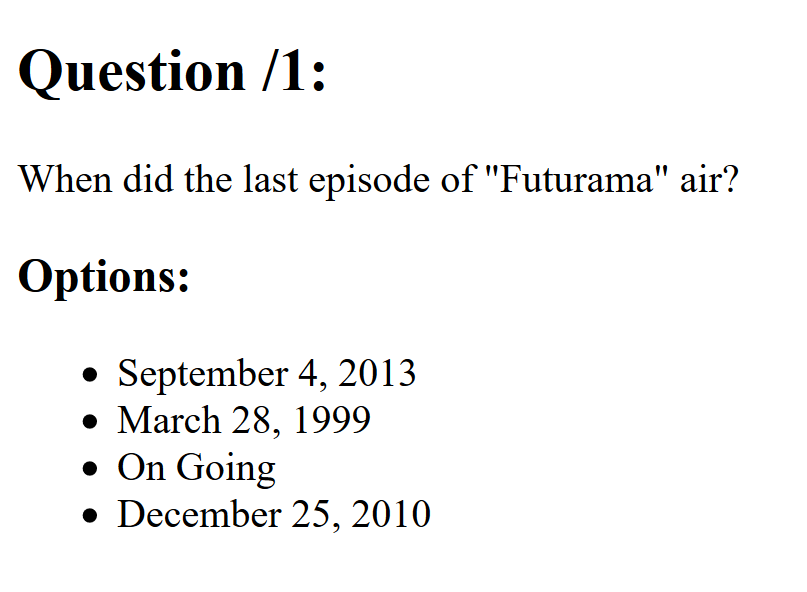 Question /1:
When did the last episode of "Futurama" air?
Options:
September 4, 2013
March 28, 1999
On Going
December 25, 2010